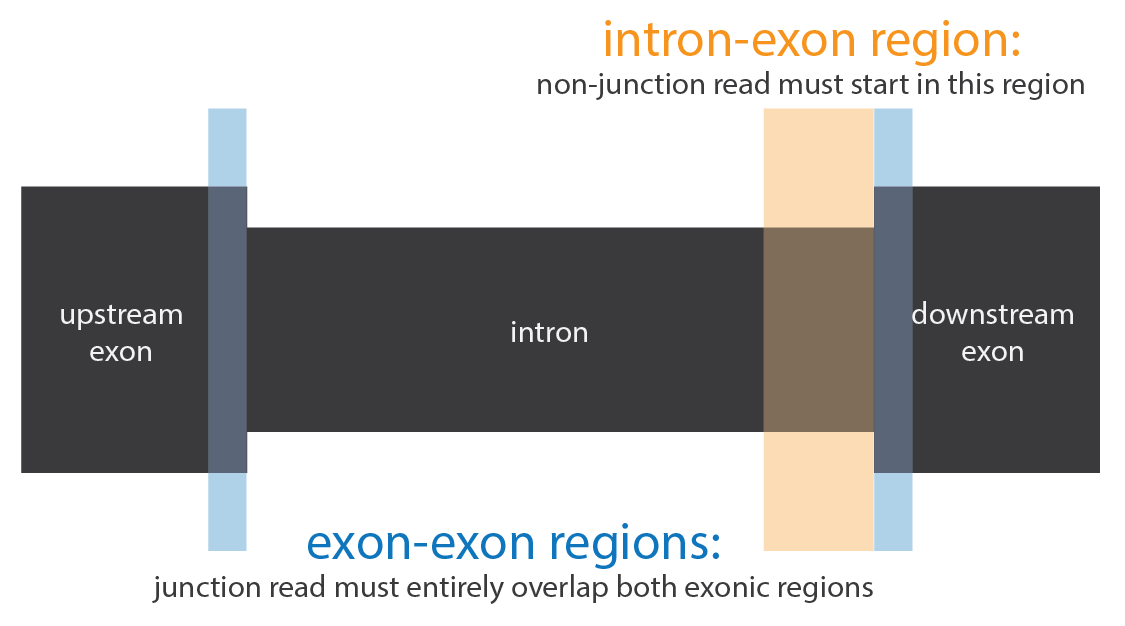 intron-exon region:
non-junction read must start in this region
upstream
exon
intron
downstream
exon
exon-exon regions:
junction read must entirely overlap both exonic regions